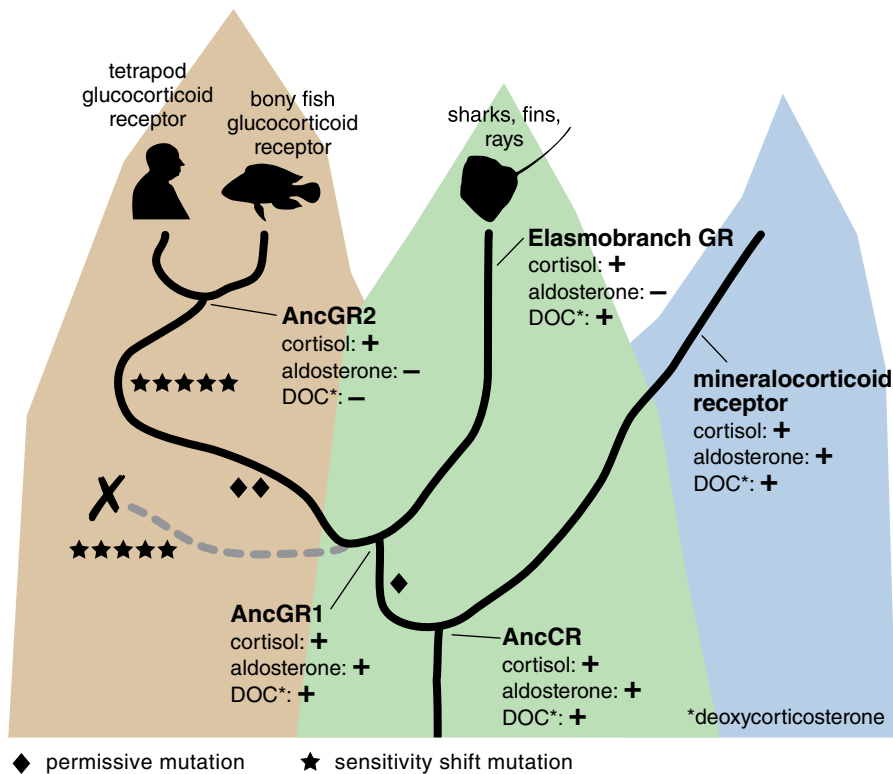 tetrapod
glucocorticoid
receptor
bony fish
glucocorticoid
receptor
sharks, fins,
rays
Elasmobranch GR
cortisol: +
aldosterone: −
DOC*: +
AncGR2
cortisol: +
aldosterone: −
DOC*: −
mineralocorticoid
receptor
cortisol: +
aldosterone: +
DOC*: +
AncGR1
cortisol: +
aldosterone: +
DOC*: +
AncCR
cortisol: +
aldosterone: +
DOC*: +
*deoxycorticosterone
◆ permissive mutation
★ sensitivity shift mutation